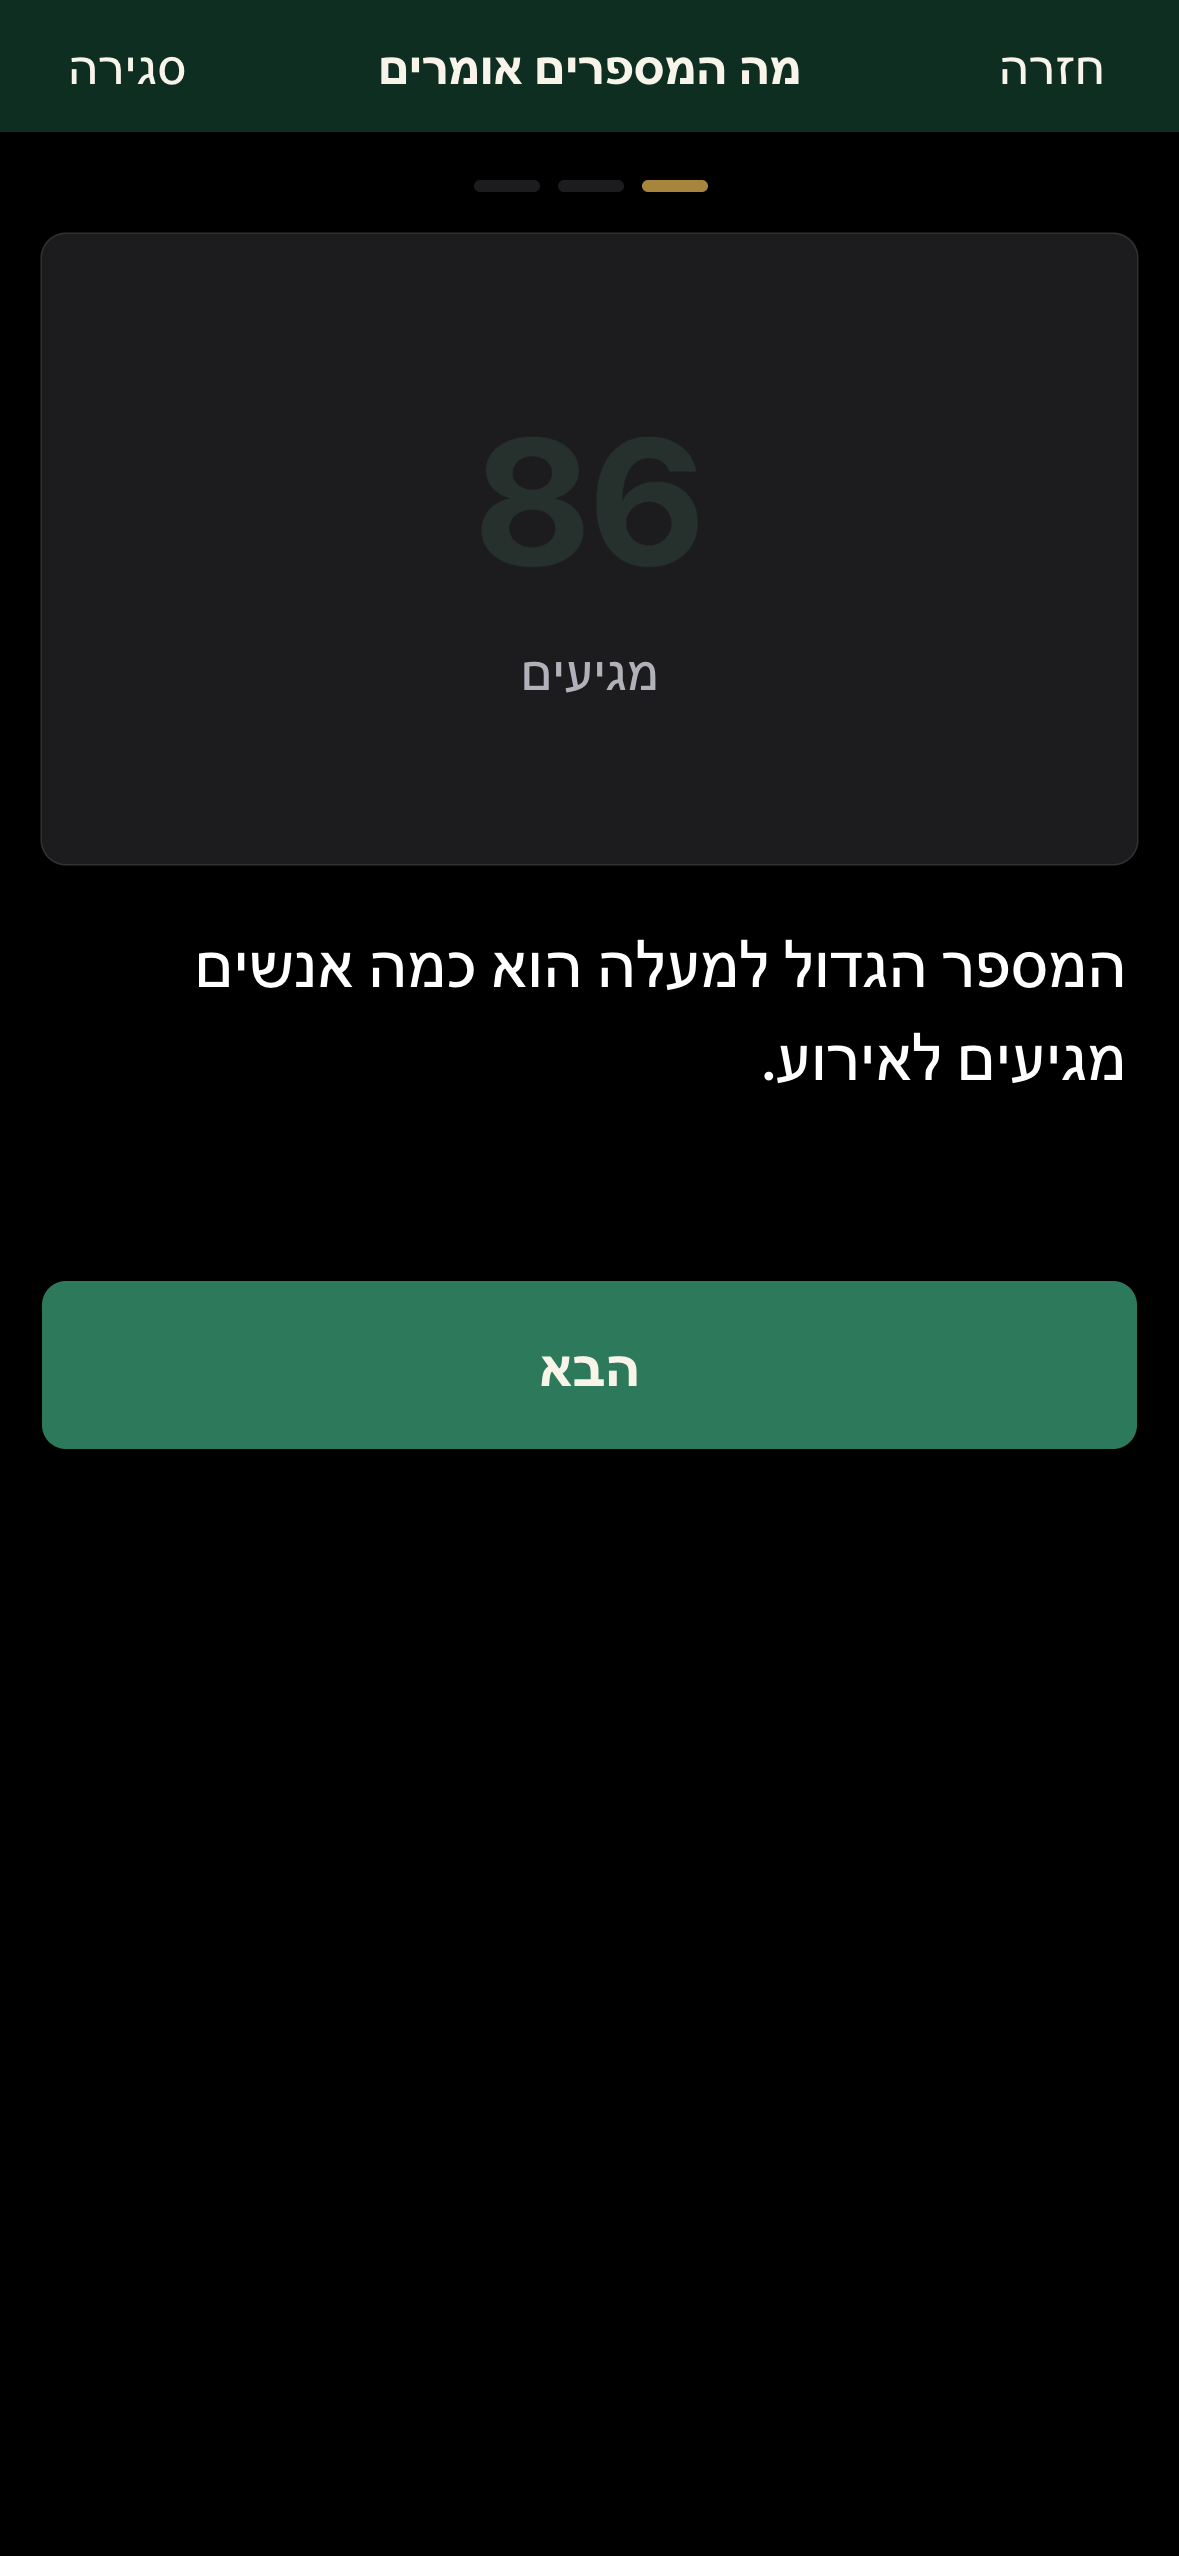 חזרה
מה המספרים אומרים
סגירה
86
מגיעים
המספר הגדול למעלה הוא כמה אנשים
מגיעים לאירוע.
הבא